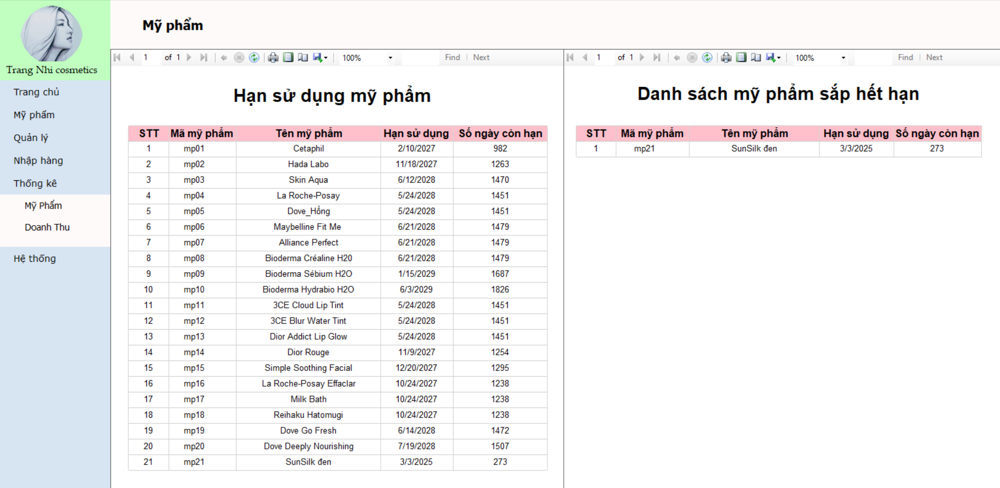 Trang Nhi cosmetics
Trang chủ
Mỹ phẩm
Quản lý
Nhập hàng
Thống kê
Mỹ Phẩm
Doanh Thu
Hệ thống
Mỹ phẩm
1 of 1 100% Find | Next
Hạn sử dụng mỹ phẩm
STT Mã mỹ phẩm Tên mỹ phẩm Hạn sử dụng Số ngày còn hạn
1 mp01 Cetaphil 2/10/2027 982
2 mp02 Hada Labo 11/18/2027 1263
3 mp03 Skin Aqua 6/12/2028 1470
4 mp04 La Roche-Posay 5/24/2028 1451
5 mp05 Dove_Hồng 5/24/2028 1451
6 mp06 Maybelline Fit Me 6/21/2028 1479
7 mp07 Alliance Perfect 6/21/2028 1479
8 mp08 Bioderma Créaline H20 6/21/2028 1479
9 mp09 Bioderma Sébium H2O 1/15/2029 1687
10 mp10 Bioderma Hydrabio H2O 6/3/2029 1826
11 mp11 3CE Cloud Lip Tint 5/24/2028 1451
12 mp12 3CE Blur Water Tint 5/24/2028 1451
13 mp13 Dior Addict Lip Glow 5/24/2028 1451
14 mp14 Dior Rouge 11/9/2027 1254
15 mp15 Simple Soothing Facial 12/20/2027 1295
16 mp16 La Roche-Posay Effaclar 10/24/2027 1238
17 mp17 Milk Bath 10/24/2027 1238
18 mp18 Reihaku Hatomugi 10/24/2027 1238
19 mp19 Dove Go Fresh 6/14/2028 1472
20 mp20 Dove Deeply Nourishing 7/19/2028 1507
21 mp21 SunSilk đen 3/3/2025 273
1 of 1 100% Find | Next
Danh sách mỹ phẩm sắp hết hạn
STT Mã mỹ phẩm Tên mỹ phẩm Hạn sử dụng Số ngày còn hạn
1 mp21 SunSilk đen 3/3/2025 273